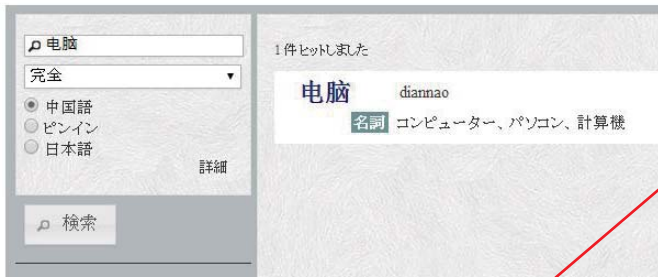 电脑
完全
中国語
ピンイン
日本語
詳細
検索
1件ヒットしました
电脑 diannao
名詞 コンピューター、パソコン、計算機